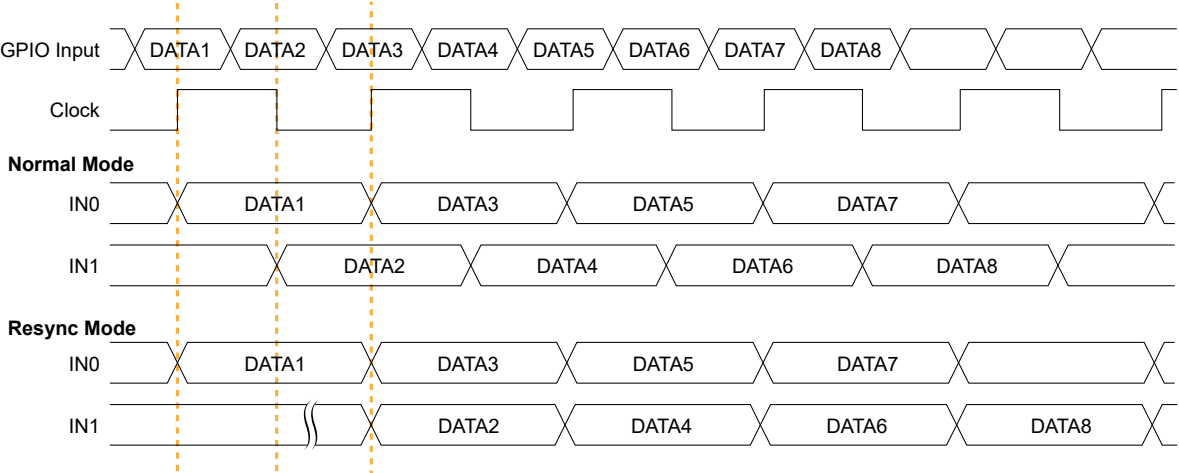 GPIO Input DATA1 DATA2 DATA3 DATA4 DATA5 DATA6 DATA7 DATA8
Clock
Normal Mode
IN0 DATA1 DATA3 DATA5 DATA7
IN1 DATA2 DATA4 DATA6 DATA8
Resync Mode
IN0 DATA1 DATA3 DATA5 DATA7
IN1 DATA2 DATA4 DATA6 DATA8